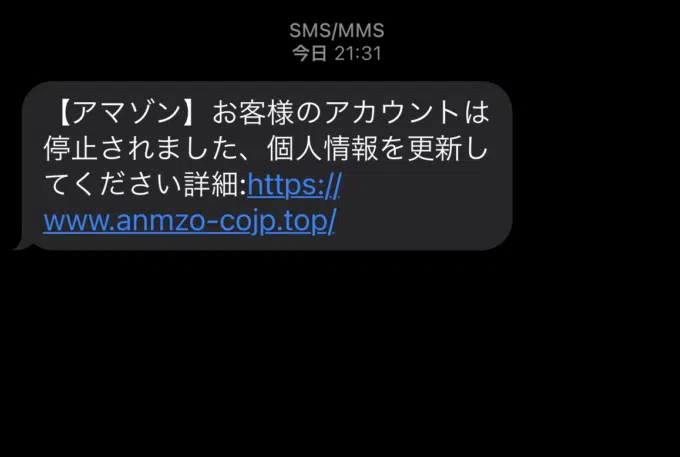 SMS/MMS
今日 21:31
【アマゾン】お客様のアカウントは
停止されました、個人情報を更新し
てください詳細:https://
www.anmzo-cojp.top/